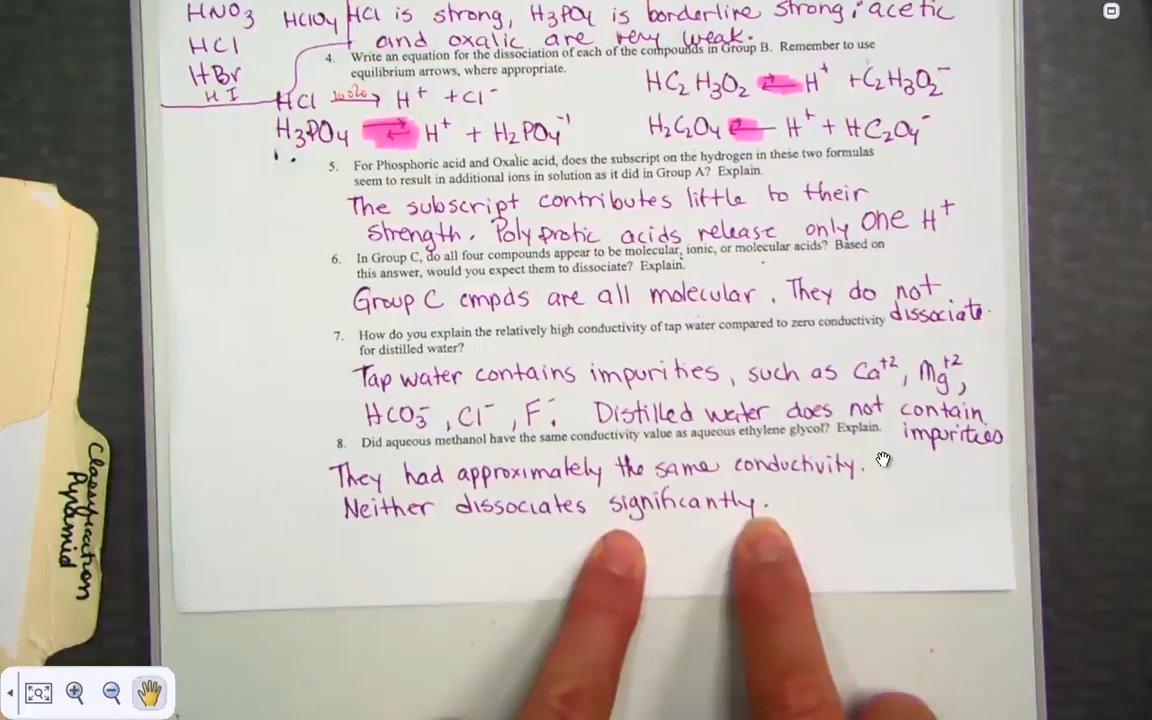 HNO3 HClO4 HCl is strong, H3PO4 is borderline strong; acetic
HCl and oxalic are very weak.
HBr
HI
4. Write an equation for the dissociation of each of the compounds in Group B. Remember to use
equilibrium arrows, where appropriate.
HCl 100% → H+ + Cl- HC2H3O2 ⇌ H+ + C2H3O2-
H3PO4 ⇌ H+ + H2PO4-1 H2C2O4 ⇌ H+ + HC2O4-
5. For Phosphoric acid and Oxalic acid, does the subscript on the hydrogen in these two formulas
seem to result in additional ions in solution as it did in Group A? Explain.
The subscript contributes little to their
strength. Polyprotic acids release only one H+
6. In Group C, do all four compounds appear to be molecular, ionic, or molecular acids? Based on
this answer, would you expect them to dissociate? Explain.
Group C cmpds are all molecular. They do not
dissociate.
7. How do you explain the relatively high conductivity of tap water compared to zero conductivity
for distilled water?
Tap water contains impurities, such as Ca+2, Mg+2,
HCO3-, Cl-, F-. Distilled water does not contain
impurities
8. Did aqueous methanol have the same conductivity value as aqueous ethylene glycol? Explain.
They had approximately the same conductivity.
Neither dissociates significantly.
Classification
Pyramid